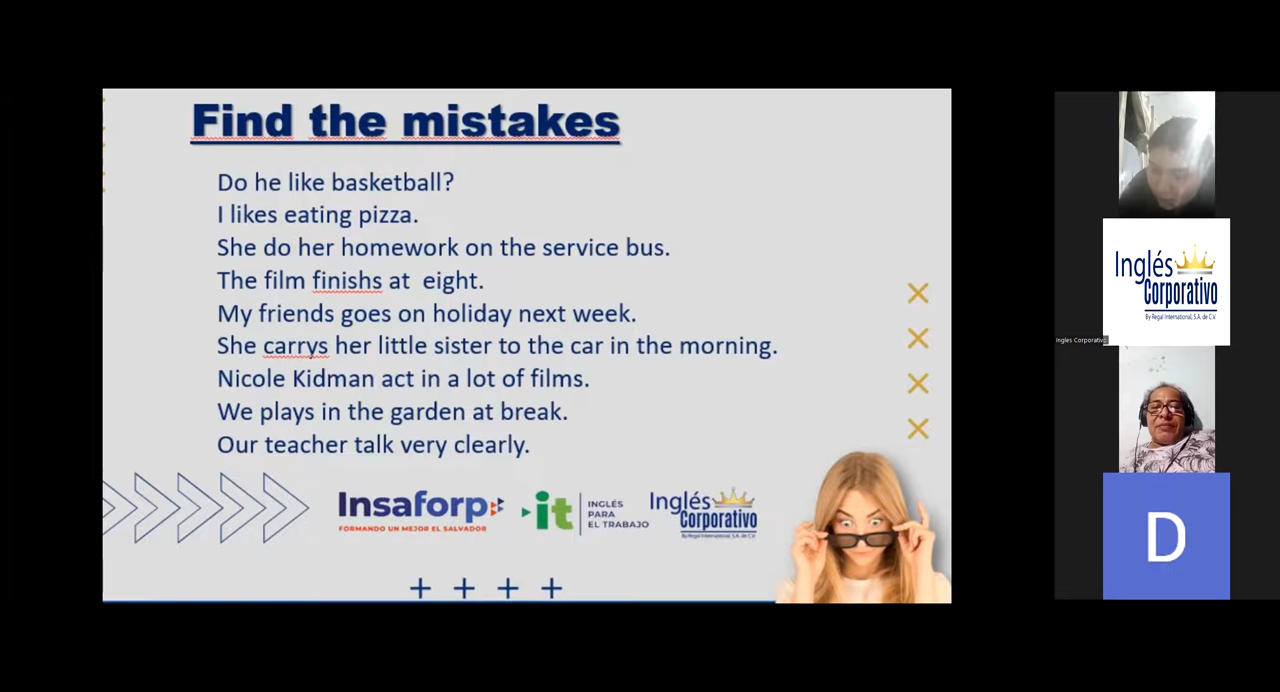 Find the mistakes
Do he like basketball?
I likes eating pizza.
She do her homework on the service bus.
The film finishs at eight.
My friends goes on holiday next week.
She carrys her little sister to the car in the morning.
Nicole Kidman act in a lot of films.
We plays in the garden at break.
Our teacher talk very clearly.
Insaforp
FORMANDO UN MEJOR EL SALVADOR
it
INGLÉS
PARA
EL TRABAJO
Inglés
Corporativo
By Regal International, S.A. de C.V.
Inglés
Corporativo
By Regal International, S.A. de C.V.
Ingles Corporativo
D